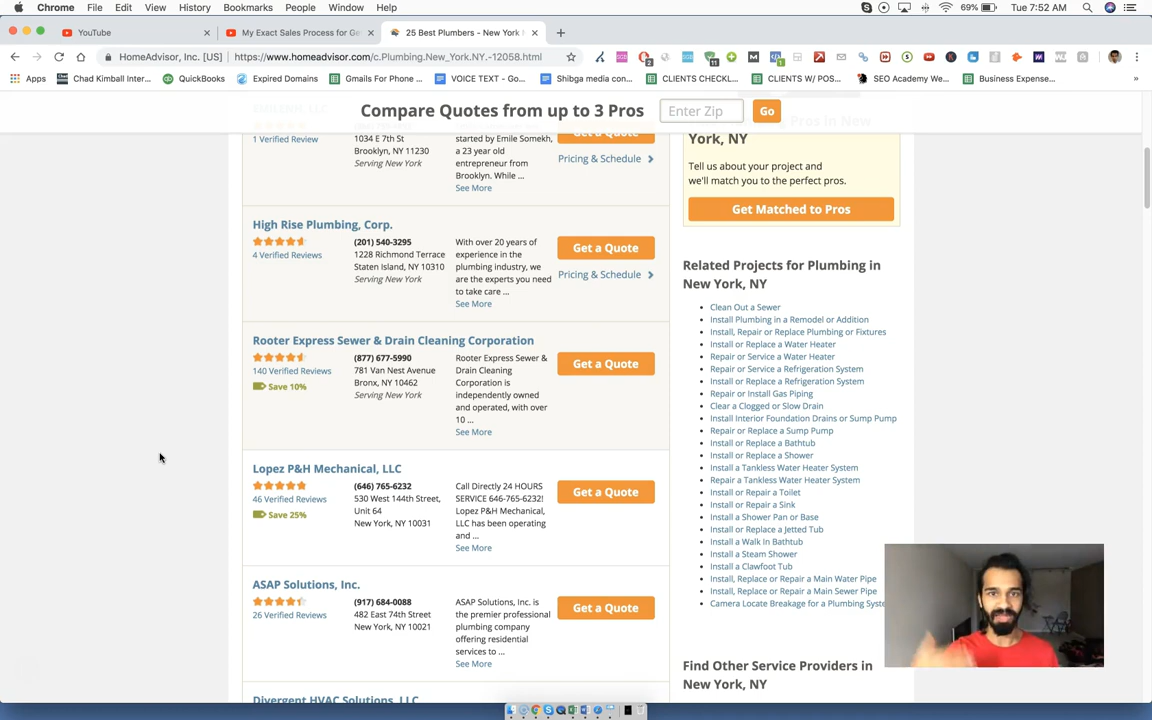 Chrome File Edit View History Bookmarks People Window Help
69% Tue 7:52 AM
YouTube
My Exact Sales Process for Ge
25 Best Plumbers - New York
HomeAdvisor, Inc. [US] https://www.homeadvisor.com/c.Plumbing.New_York.NY.-12058.html
Apps Chad Kimball Inter... QuickBooks Expired Domains Gmails For Phone ... VOICE TEXT - Go... Shibga media con... CLIENTS CHECKL... CLIENTS W/ POS... SEO Academy We... Business Expense...
Compare Quotes from up to 3 Pros Enter Zip Go
1 Verified Review
1034 E 7th St
Brooklyn, NY 11230
Serving New York
started by Emile Somekh,
a 23 year old
entrepreneur from
Brooklyn. While ...
See More
Get a Quote
Pricing & Schedule
High Rise Plumbing, Corp.
4 Verified Reviews
(201) 540-3295
1228 Richmond Terrace
Staten Island, NY 10310
Serving New York
With over 20 years of
experience in the
plumbing industry, we
are the experts you need
to take care ...
See More
Get a Quote
Pricing & Schedule
Rooter Express Sewer & Drain Cleaning Corporation
140 Verified Reviews
Save 10%
(877) 677-5990
781 Van Nest Avenue
Bronx, NY 10462
Serving New York
Rooter Express Sewer &
Drain Cleaning
Corporation is
independently owned
and operated, with over
10 ...
See More
Get a Quote
Lopez P&H Mechanical, LLC
46 Verified Reviews
Save 25%
(646) 765-6232
530 West 144th Street,
Unit 64
New York, NY 10031
Call Directly 24 HOURS
SERVICE 646-765-6232!
Lopez P&H Mechanical,
LLC has been operating
and ...
See More
Get a Quote
ASAP Solutions, Inc.
26 Verified Reviews
(917) 684-0088
482 East 74th Street
New York, NY 10021
ASAP Solutions, Inc. is
the premier professional
plumbing company
offering residential
services to ...
See More
Get a Quote
Divergent HVAC Solutions, LLC
Pros in New
York, NY
Tell us about your project and
we'll match you to the perfect pros.
Get Matched to Pros
Related Projects for Plumbing in
New York, NY
Clean Out a Sewer
Install Plumbing in a Remodel or Addition
Install, Repair or Replace Plumbing or Fixtures
Install or Replace a Water Heater
Repair or Service a Water Heater
Repair or Service a Refrigeration System
Install or Replace a Refrigeration System
Repair or Install Gas Piping
Clear a Clogged or Slow Drain
Install Interior Foundation Drains or Sump Pump
Repair or Replace a Sump Pump
Install or Replace a Bathtub
Install or Replace a Shower
Install a Tankless Water Heater System
Repair a Tankless Water Heater System
Install or Repair a Toilet
Install or Repair a Sink
Install a Shower Pan or Base
Install or Replace a Jetted Tub
Install a Walk In Bathtub
Install a Steam Shower
Install a Clawfoot Tub
Install, Replace or Repair a Main Water Pipe
Install, Replace or Repair a Main Sewer Pipe
Camera Locate Breakage for a Plumbing Syste
Find Other Service Providers in
New York, NY